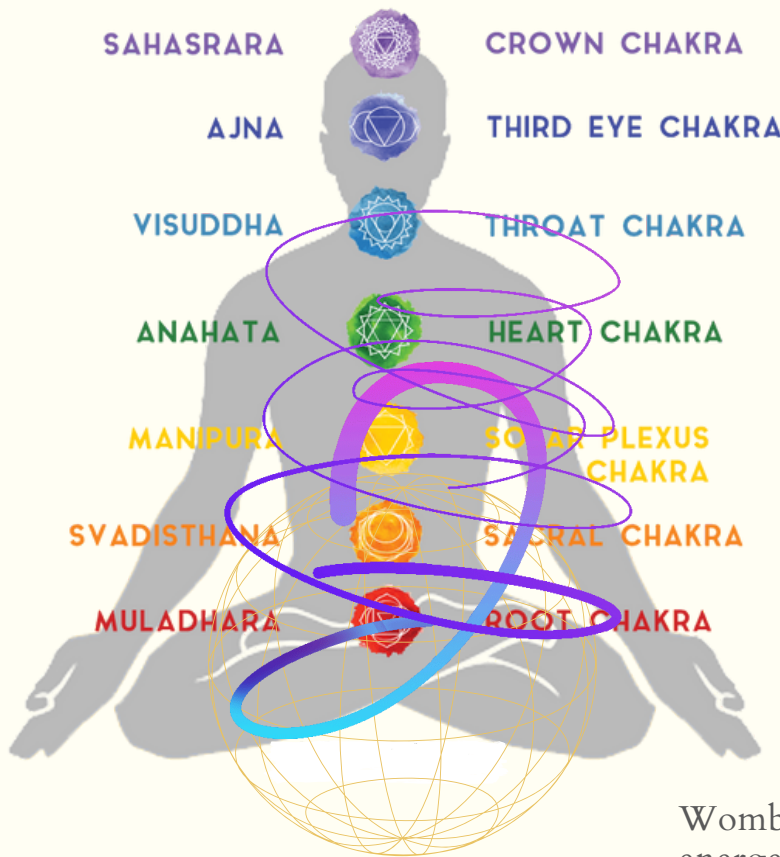 SAHASRARA CROWN CHAKRA
AJNA THIRD EYE CHAKRA
VISUDDHA THROAT CHAKRA
ANAHATA HEART CHAKRA
MANIPURA SOLAR PLEXUS
CHAKRA
SVADISTHANA SACRAL CHAKRA
MULADHARA ROOT CHAKRA
Womb